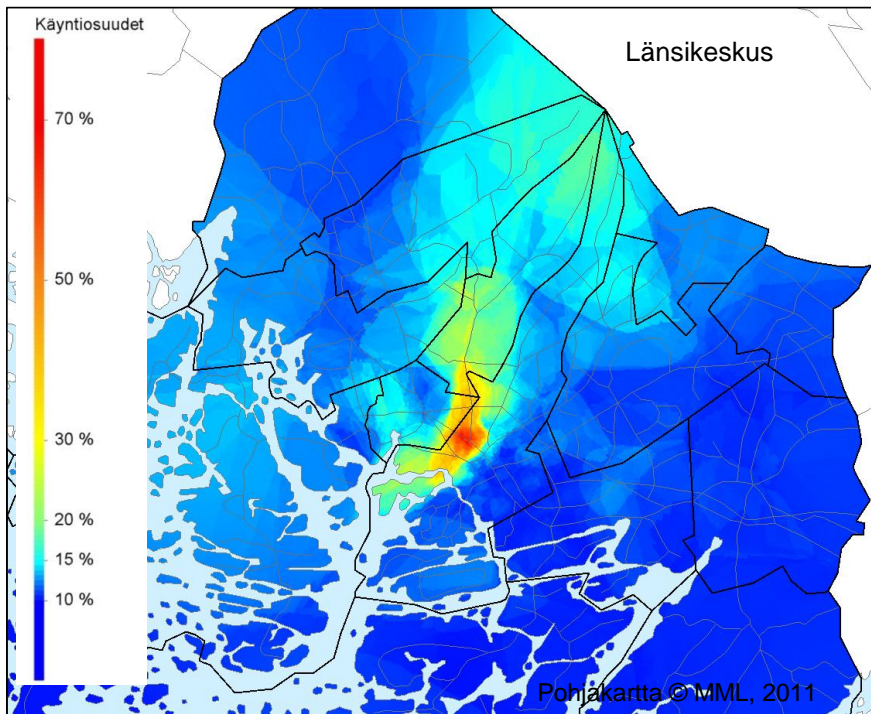 Käyntiosuudet
Länsikeskus
70 %
50 %
30 %
20 %
15 %
10 %
Pohjakartta © MML, 2011